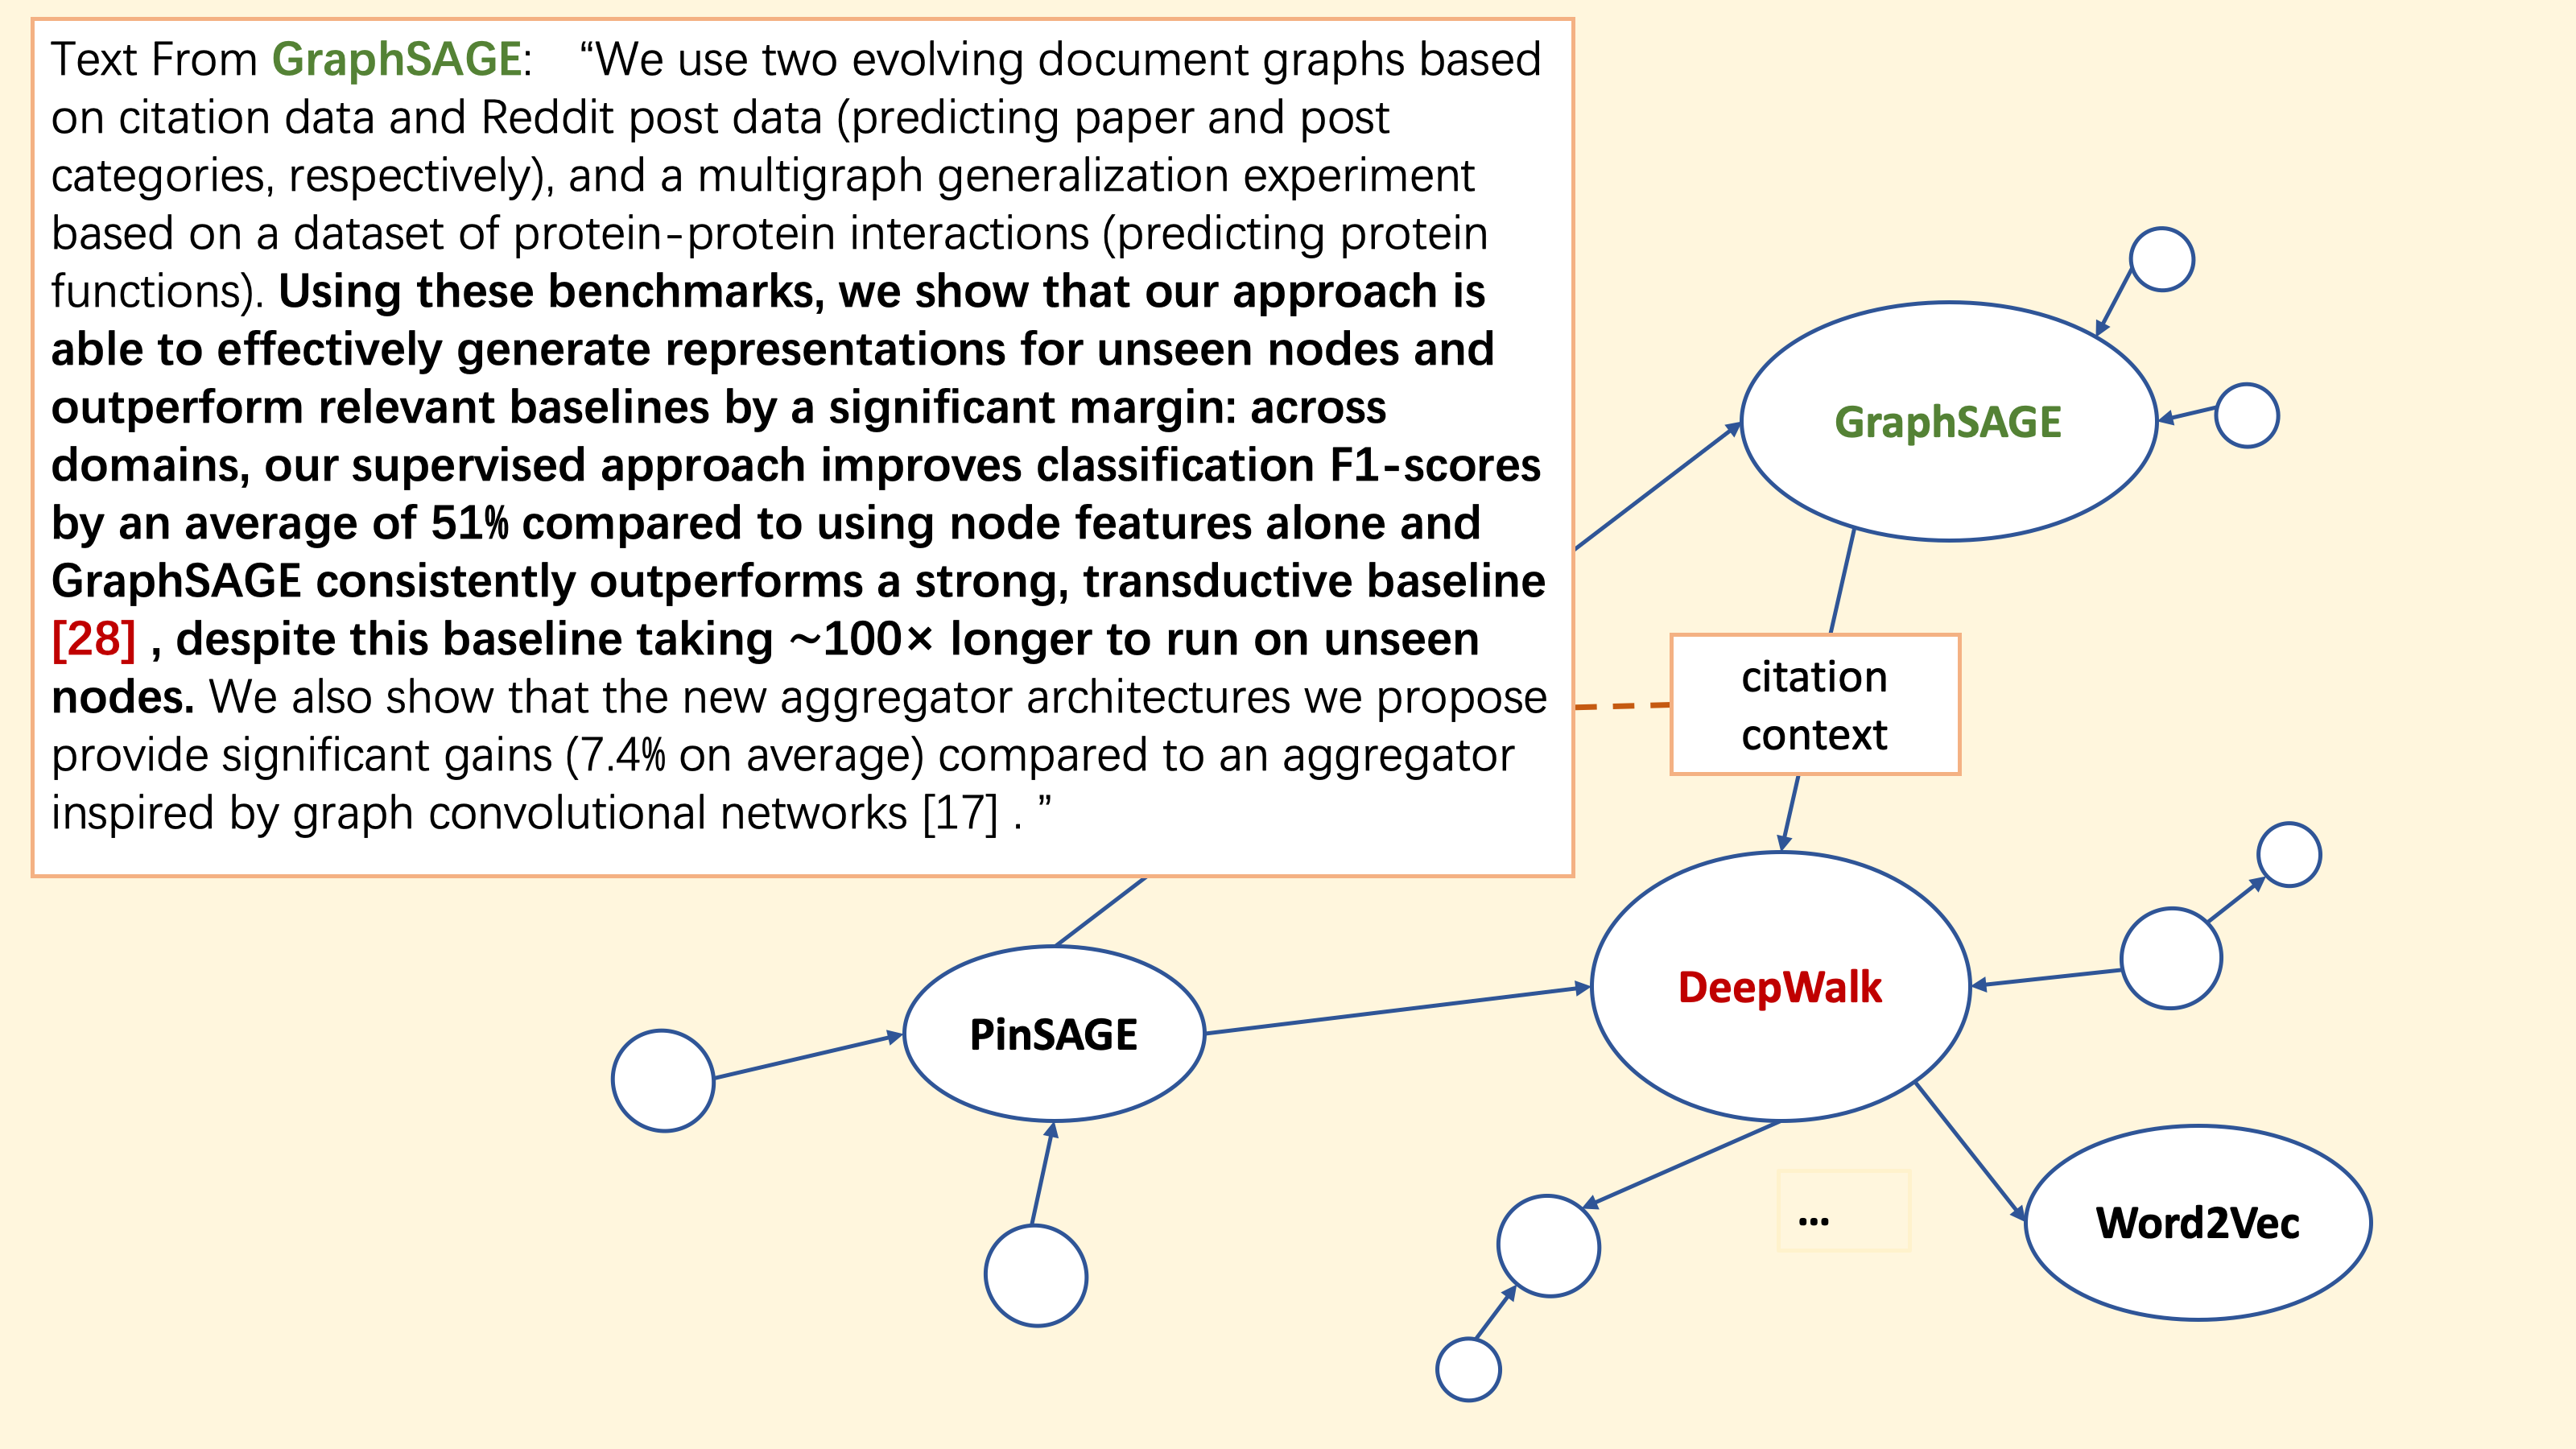 Text From GraphSAGE: “We use two evolving document graphs based
on citation data and Reddit post data (predicting paper and post
categories, respectively), and a multigraph generalization experiment
based on a dataset of protein-protein interactions (predicting protein
functions). Using these benchmarks, we show that our approach is
able to effectively generate representations for unseen nodes and
outperform relevant baselines by a significant margin: across
domains, our supervised approach improves classification F1-scores
by an average of 51% compared to using node features alone and
GraphSAGE consistently outperforms a strong, transductive baseline
[28] , despite this baseline taking ~100× longer to run on unseen
nodes. We also show that the new aggregator architectures we propose
provide significant gains (7.4% on average) compared to an aggregator
inspired by graph convolutional networks [17] . ”
GraphSAGE
citation
context
DeepWalk
PinSAGE
...
Word2Vec